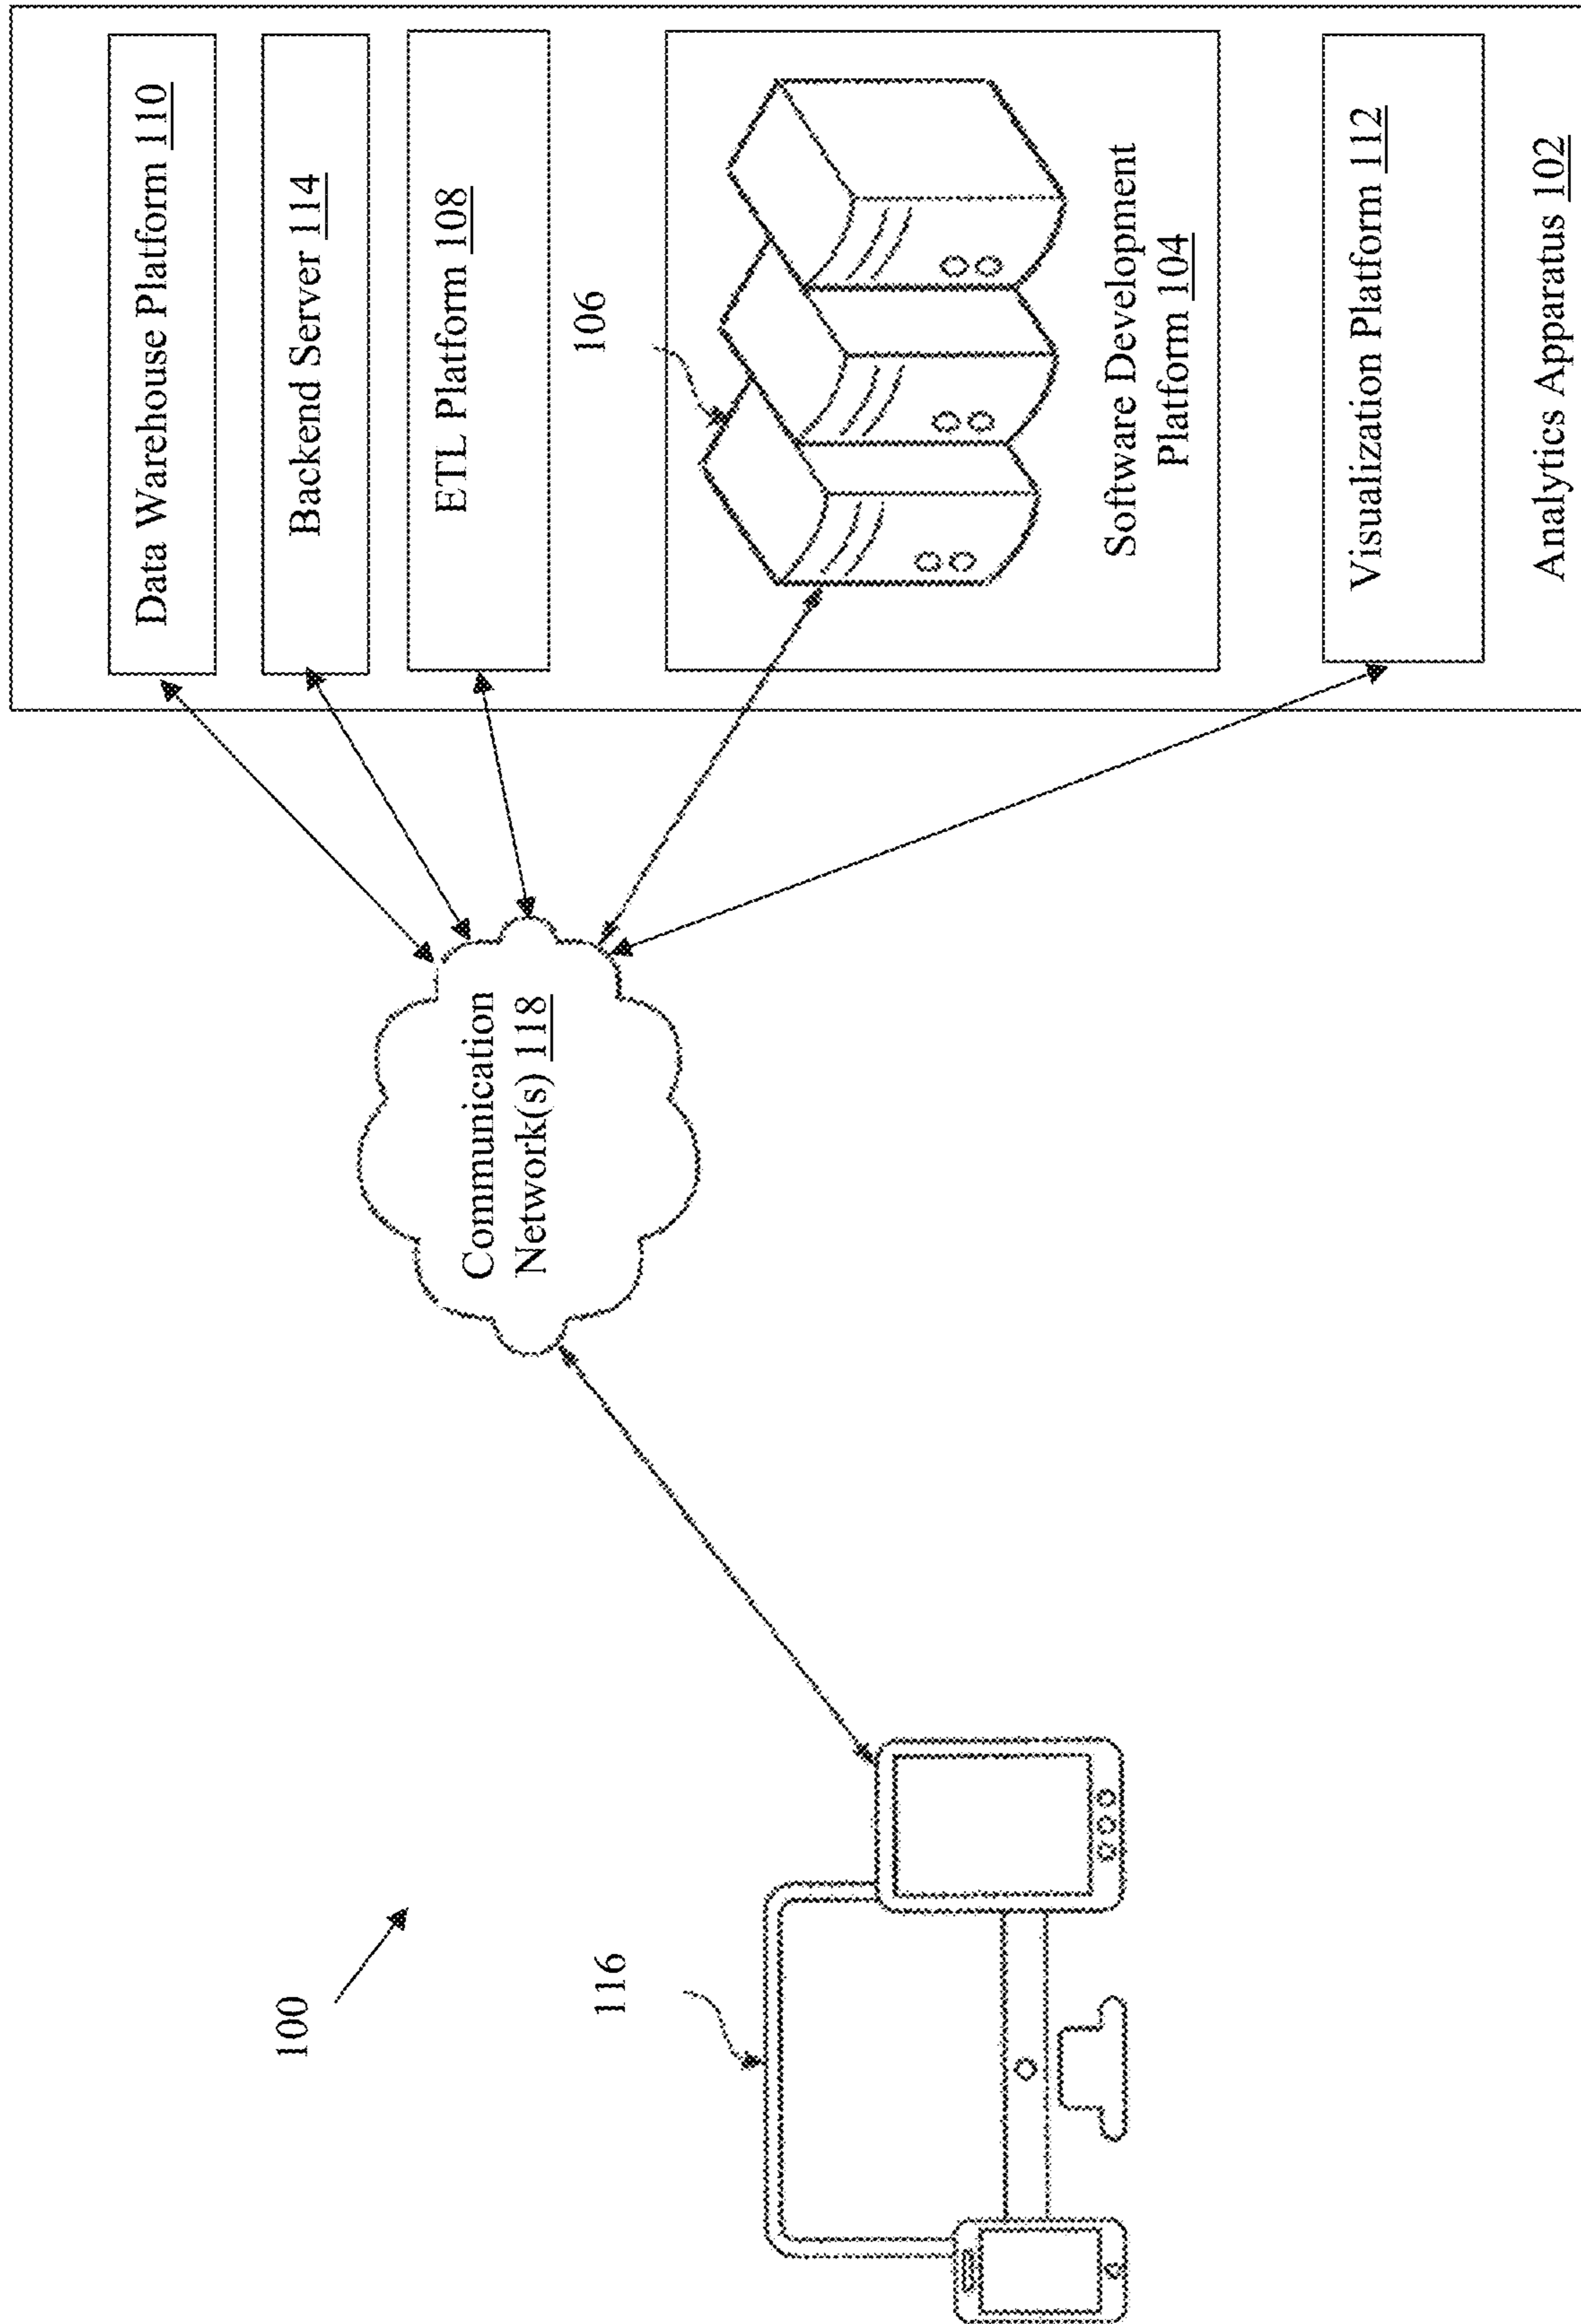 Data Warehouse Platform 110
Backend Server 114
ETL Platform 108
106
Software Development
Platform 104
Visualization Platform 112
Analytics Apparatus 102
Communication
Network(s) 118
100
116